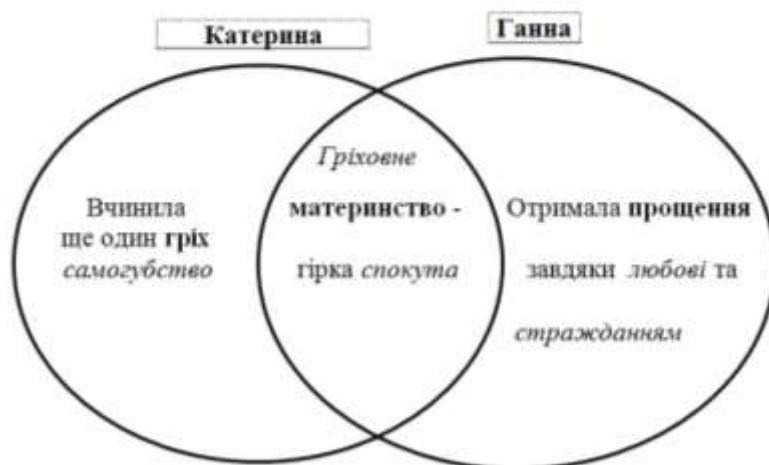 Катерина
Ганна
Вчинила
ще один гріх
самогубство
Гріховне
материнство -
гірка спокута
Отримала прощення
завдяки любові та
стражданням